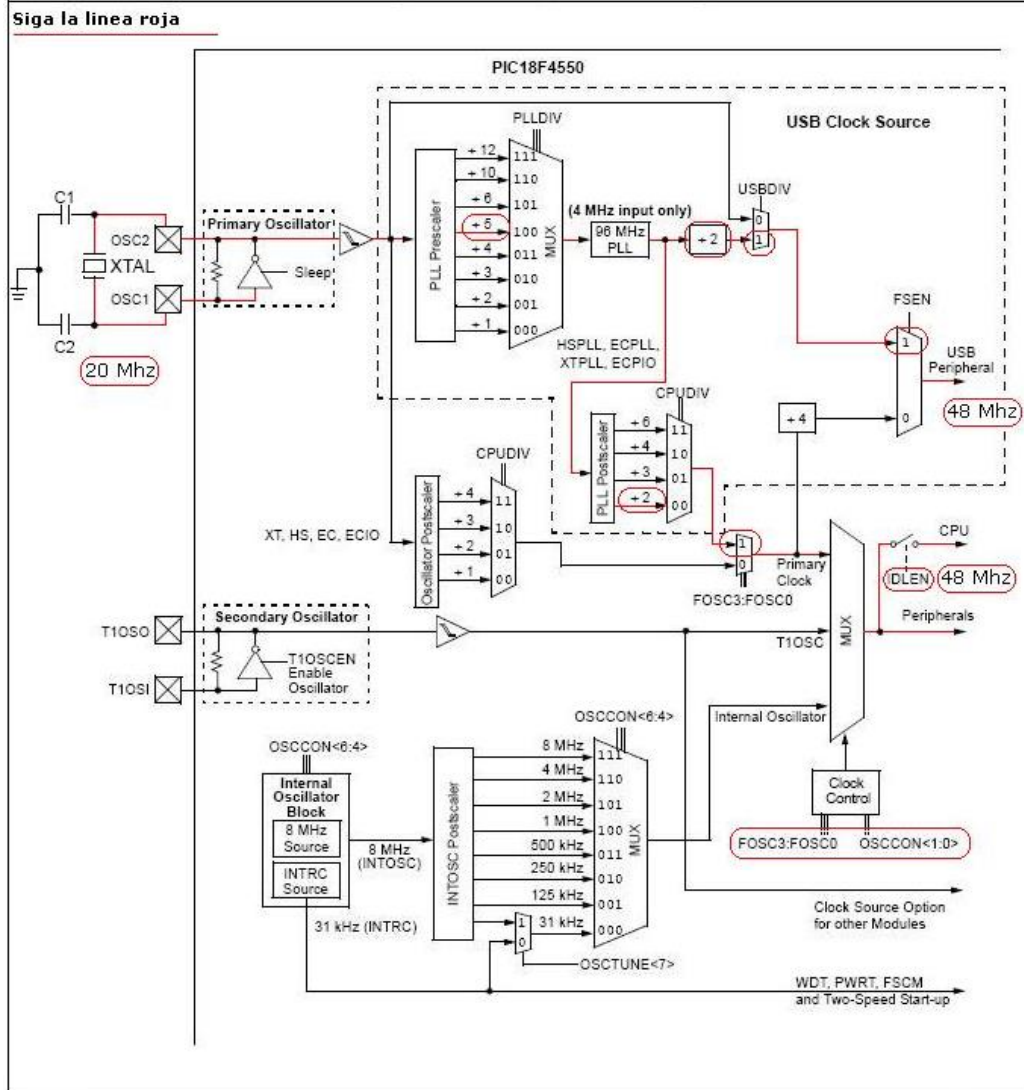 Siga la linea roja
PIC18F4550
PLLDIV
USB Clock Source
÷ 12
111
÷ 10
110
÷ 6
101
÷ 5
100
÷ 4
011
÷ 3
010
÷ 2
001
÷ 1
000
PLL Prescaler
MUX
USBDIV
0
1
(4 MHz input only)
96 MHz
PLL
÷ 2
C1
Primary Oscillator
OSC2
XTAL
Sleep
OSC1
C2
20 Mhz
FSEN
1
0
USB
Peripheral
48 Mhz
HSPLL, ECPLL,
XTPLL, ECPIO
CPUDIV
÷ 6
11
÷ 4
10
÷ 3
01
÷ 2
00
PLL Postscaler
÷ 4
CPUDIV
÷ 4
11
÷ 3
10
÷ 2
01
÷ 1
00
Oscillator Postscaler
XT, HS, EC, ECIO
1
0
Primary
Clock
FOSC3:FOSC0
CPU
IDLEN
48 Mhz
Peripherals
MUX
Secondary Oscillator
T1OSO
T1OSCEN
Enable
Oscillator
T1OSI
T1OSC
Internal Oscillator
OSCCON<6:4>
OSCCON<6:4>
Internal
Oscillator
Block
8 MHz
Source
INTRC
Source
8 MHz
(INTOSC)
31 kHz (INTRC)
INTOSC Postscaler
8 MHz
111
4 MHz
110
2 MHz
101
1 MHz
100
500 kHz
011
250 kHz
010
125 kHz
001
1
0
31 kHz
000
MUX
OSCTUNE<7>
Clock
Control
FOSC3:FOSC0
OSCCON<1:0>
Clock Source Option
for other Modules
WDT, PWRT, FSCM
and Two-Speed Start-up